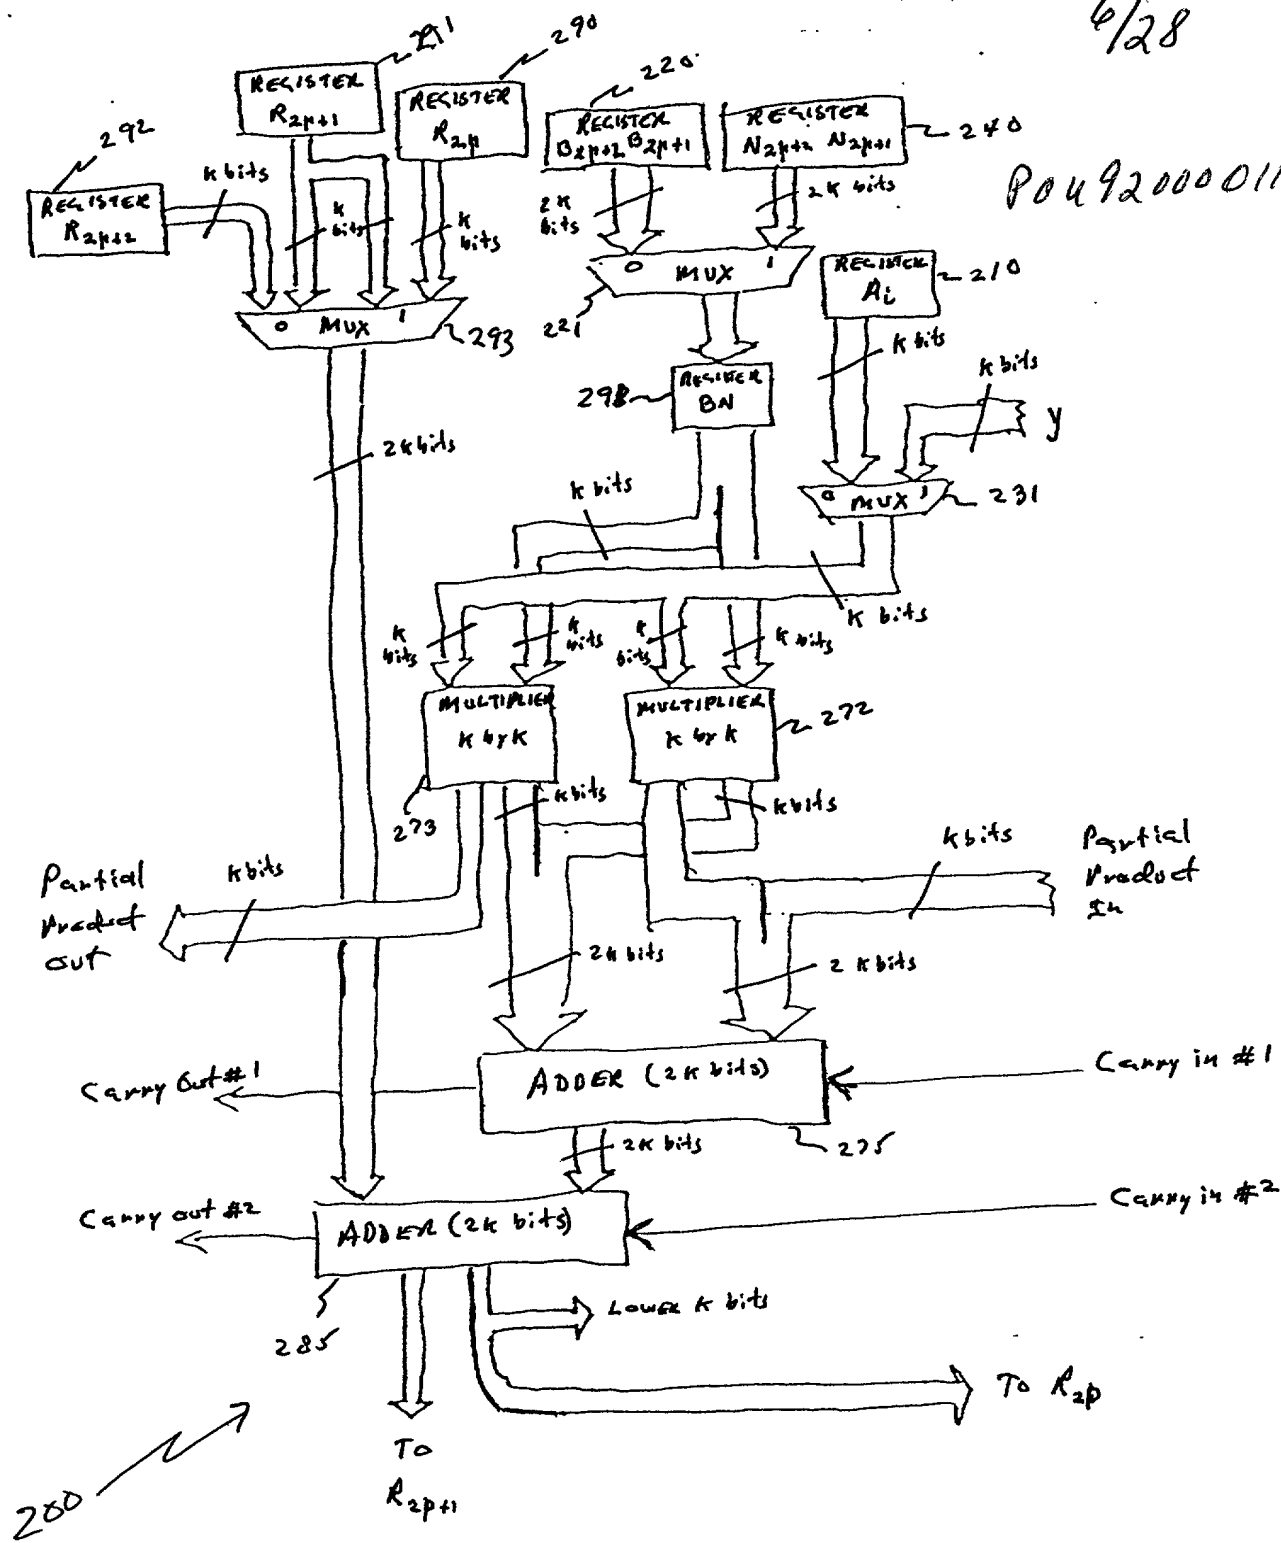 6/28
P0U92000011
291
290
220
292
240
REGISTER
R2p+1
REGISTER
R2p
REGISTER
B2p+2 B2p+1
REGISTER
N2p+2 N2p+1
REGISTER
R2p+2
k bits
k bits
k bits
2K bits
2K bits
REGISTER
Ai
210
0 MUX 1
293
0 MUX 1
221
k bits
k bits
y
REGISTER
BN
298
2K bits
k bits
0 MUX 1
231
k bits
k bits
k bits
k bits
k bits
MULTIPLIER
K by K
273
MULTIPLIER
K by K
272
k bits
k bits
Partial
Product
Out
k bits
k bits
Partial
Product
In
2K bits
2 K bits
Carry Out #1
ADDER (2K bits)
Carry in #1
275
2K bits
Carry out #2
ADDER (2K bits)
Carry in #2
285
LOWER K bits
To R2p
To
R2p+1
200